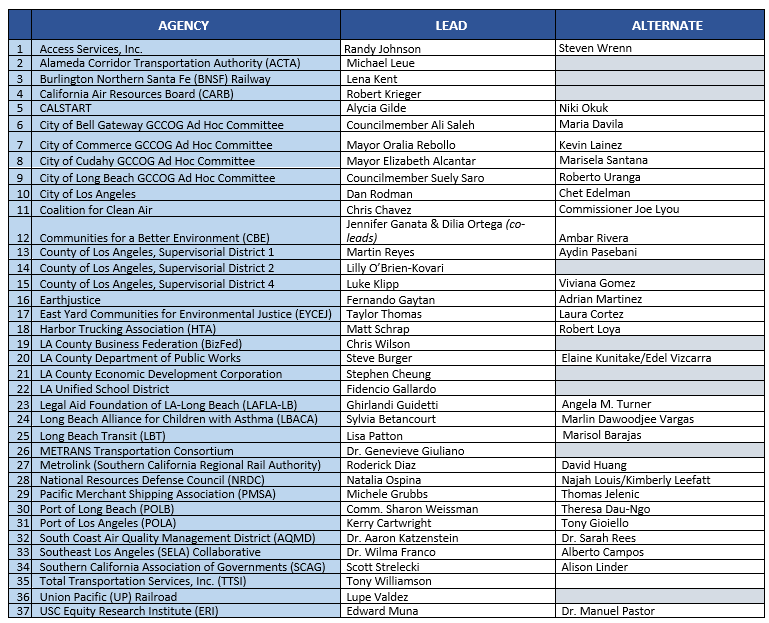 AGENCY LEAD ALTERNATE
1 Access Services, Inc. Randy Johnson Steven Wrenn
2 Alameda Corridor Transportation Authority (ACTA) Michael Leue
3 Burlington Northern Santa Fe (BNSF) Railway Lena Kent
4 California Air Resources Board (CARB) Robert Krieger
5 CALSTART Alycia Gilde Niki Okuk
6 City of Bell Gateway GCCOG Ad Hoc Committee Councilmember Ali Saleh Maria Davila
7 City of Commerce GCCOG Ad Hoc Committee Mayor Oralia Rebollo Kevin Lainez
8 City of Cudahy GCCOG Ad Hoc Committee Mayor Elizabeth Alcantar Marisela Santana
9 City of Long Beach GCCOG Ad Hoc Committee Councilmember Suely Saro Roberto Uranga
10 City of Los Angeles Dan Rodman Chet Edelman
11 Coalition for Clean Air Chris Chavez Commissioner Joe Lyou
Jennifer Ganata & Dilia Ortega (co-
12 Communities for a Better Environment (CBE) leads) Ambar Rivera
13 County of Los Angeles, Supervisorial District 1 Martin Reyes Aydin Pasebani
14 County of Los Angeles, Supervisorial District 2 Lilly O'Brien-Kovari
15 County of Los Angeles, Supervisorial District 4 Luke Klipp Viviana Gomez
16 Earthjustice Fernando Gaytan Adrian Martinez
17 East Yard Communities for Environmental Justice (EYCEJ) Taylor Thomas Laura Cortez
18 Harbor Trucking Association (HTA) Matt Schrap Robert Loya
19 LA County Business Federation (BizFed) Chris Wilson
20 LA County Department of Public Works Steve Burger Elaine Kunitake/Edel Vizcarra
21 LA County Economic Development Corporation Stephen Cheung
22 LA Unified School District Fidencio Gallardo
23 Legal Aid Foundation of LA-Long Beach (LAFLA-LB) Ghirlandi Guidetti Angela M. Turner
24 Long Beach Alliance for Children with Asthma (LBACA) Sylvia Betancourt Marlin Dawoodjee Vargas
25 Long Beach Transit (LBT) Lisa Patton Marisol Barajas
26 METRANS Transportation Consortium Dr. Genevieve Giuliano
27 Metrolink (Southern California Regional Rail Authority) Roderick Diaz David Huang
28 National Resources Defense Council (NRDC) Natalia Ospina Najah Louis/Kimberly Leefatt
29 Pacific Merchant Shipping Association (PMSA) Michele Grubbs Thomas Jelenic
30 Port of Long Beach (POLB) Comm. Sharon Weissman Theresa Dau-Ngo
31 Port of Los Angeles (POLA) Kerry Cartwright Tony Gioiello
32 South Coast Air Quality Management District (AQMD) Dr. Aaron Katzenstein Dr. Sarah Rees
33 Southeast Los Angeles (SELA) Collaborative Dr. Wilma Franco Alberto Campos
34 Southern California Association of Governments (SCAG) Scott Strelecki Alison Linder
35 Total Transportation Services, Inc. (TTSI) Tony Williamson
36 Union Pacific (UP) Railroad Lupe Valdez
37 USC Equity Research Institute (ERI) Edward Muna Dr. Manuel Pastor